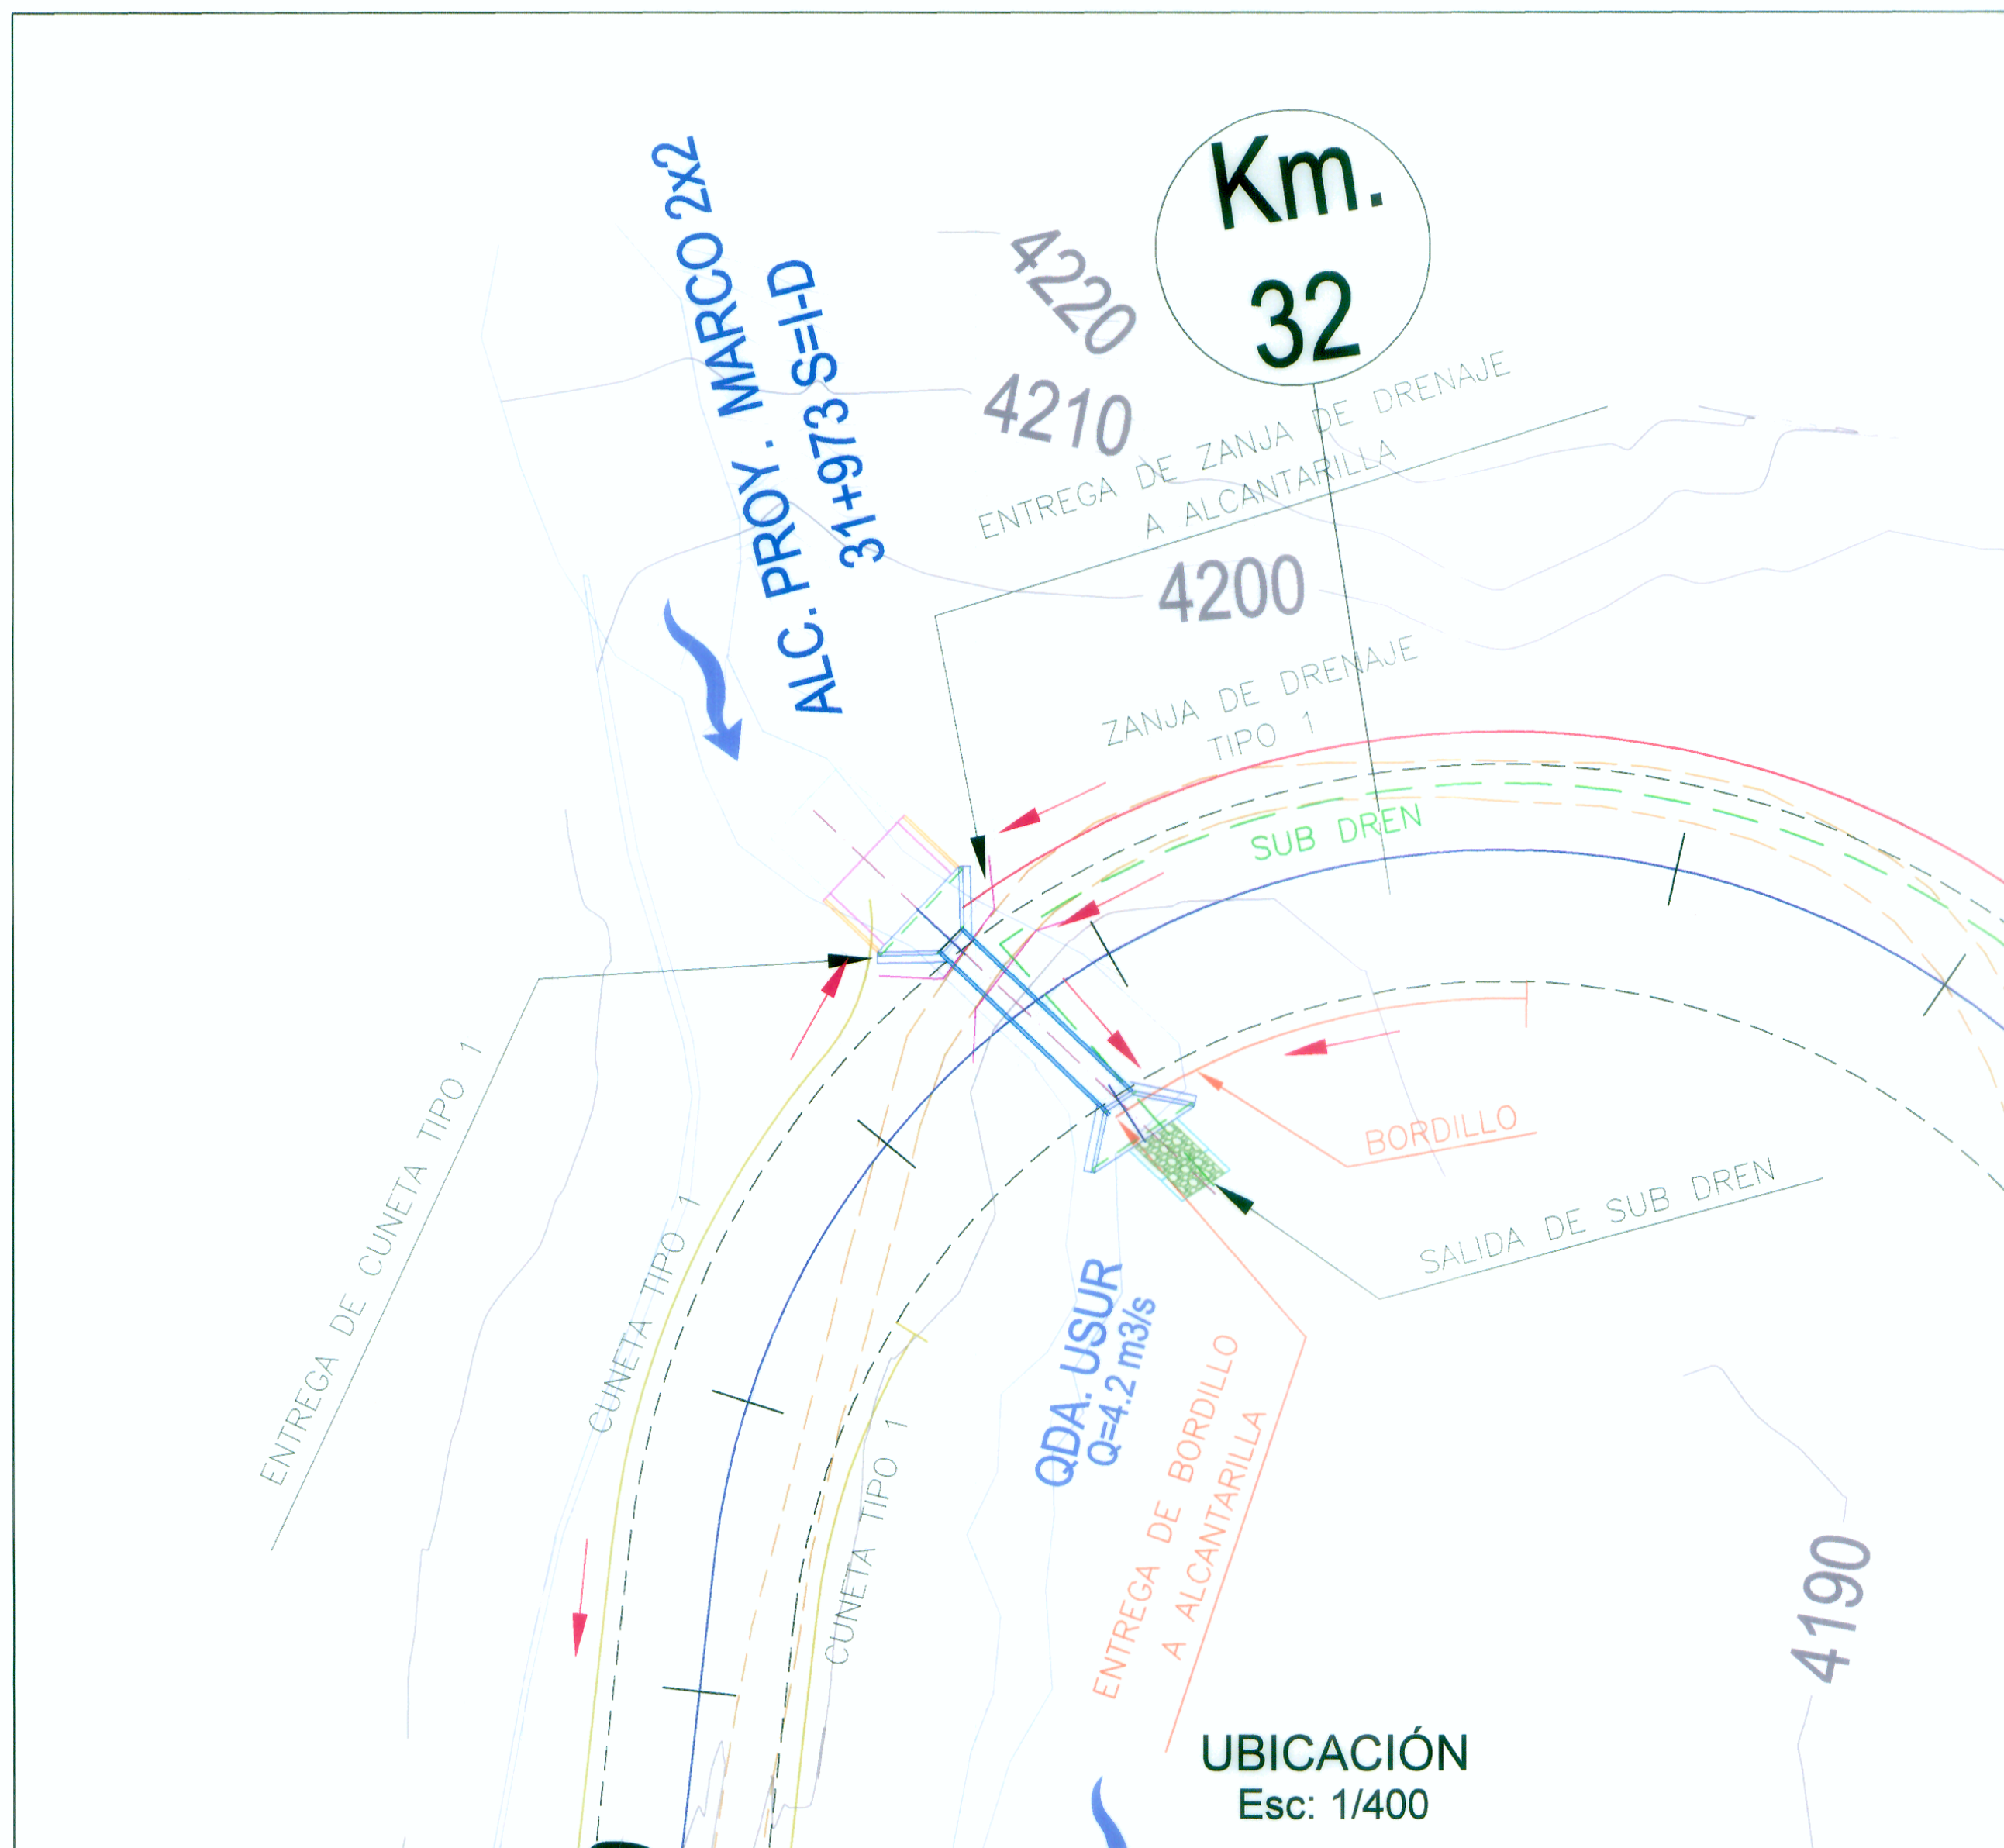 Km.
32
ALC. PROY. MARCO 2x2
31+973 S=I-D
4220
4210
ENTREGA DE ZANJA DE DRENAJE
A ALCANTARILLA
4200
ZANJA DE DRENAJE
TIPO 1
SUB DREN
BORDILLO
SALIDA DE SUB DREN
ENTREGA DE CUNETA TIPO 1
CUNETA TIPO 1
CUNETA TIPO 1
QDA. USUR
Q=4.2 m3/s
ENTREGA DE BORDILLO
A ALCANTARILLA
4190
UBICACIÓN
Esc: 1/400